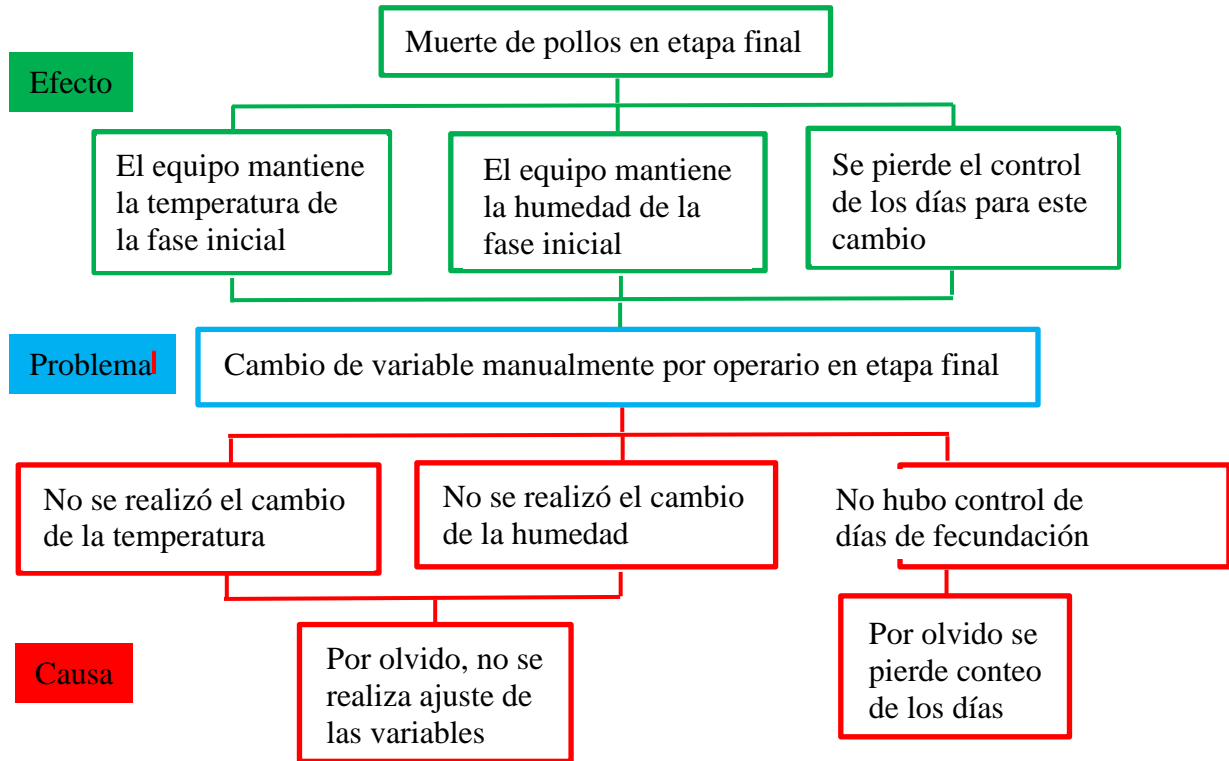 Muerte de pollos en etapa final
Efecto
El equipo mantiene
la temperatura de
la fase inicial
El equipo mantiene
la humedad de la
fase inicial
Se pierde el control
de los días para este
cambio
Problema
Cambio de variable manualmente por operario en etapa final
No se realizó el cambio
de la temperatura
No se realizó el cambio
de la humedad
No hubo control de
días de fecundación
Causa
Por olvido, no se
realiza ajuste de
las variables
Por olvido se
pierde conteo
de los días